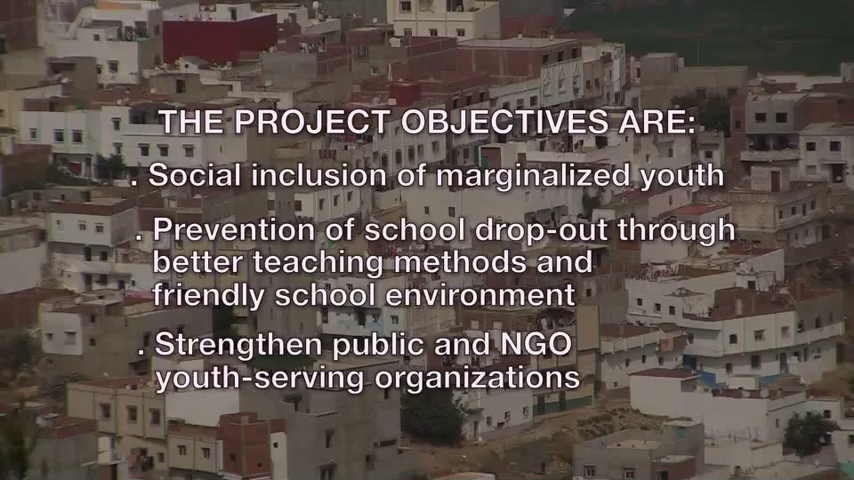 THE PROJECT OBJECTIVES ARE:
. Social inclusion of marginalized youth
. Prevention of school drop-out through
better teaching methods and
friendly school environment
. Strengthen public and NGO
youth-serving organizations